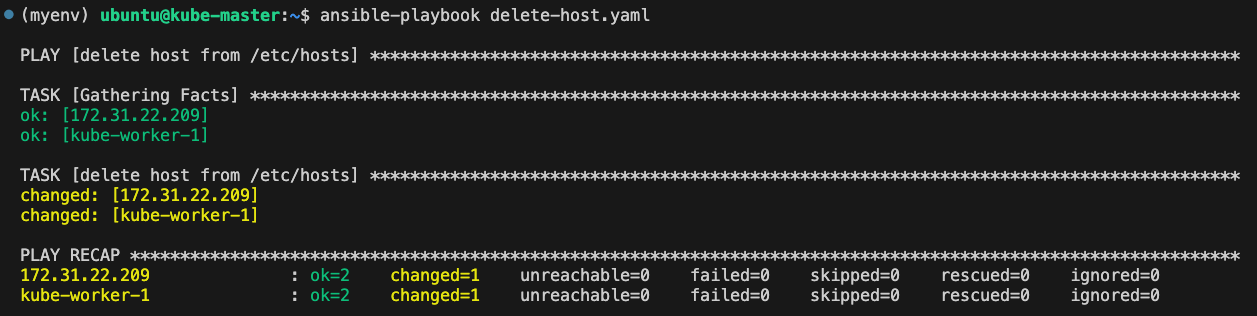 (myenv) ubuntu@kube-master:~$ ansible-playbook delete-host.yaml
PLAY [delete host from /etc/hosts] ***************************************************************************************
TASK [Gathering Facts] ***************************************************************************************************
ok: [172.31.22.209]
ok: [kube-worker-1]
TASK [delete host from /etc/hosts] ***************************************************************************************
changed: [172.31.22.209]
changed: [kube-worker-1]
PLAY RECAP ***************************************************************************************************************
172.31.22.209              : ok=2    changed=1    unreachable=0    failed=0    skipped=0    rescued=0    ignored=0
kube-worker-1              : ok=2    changed=1    unreachable=0    failed=0    skipped=0    rescued=0    ignored=0